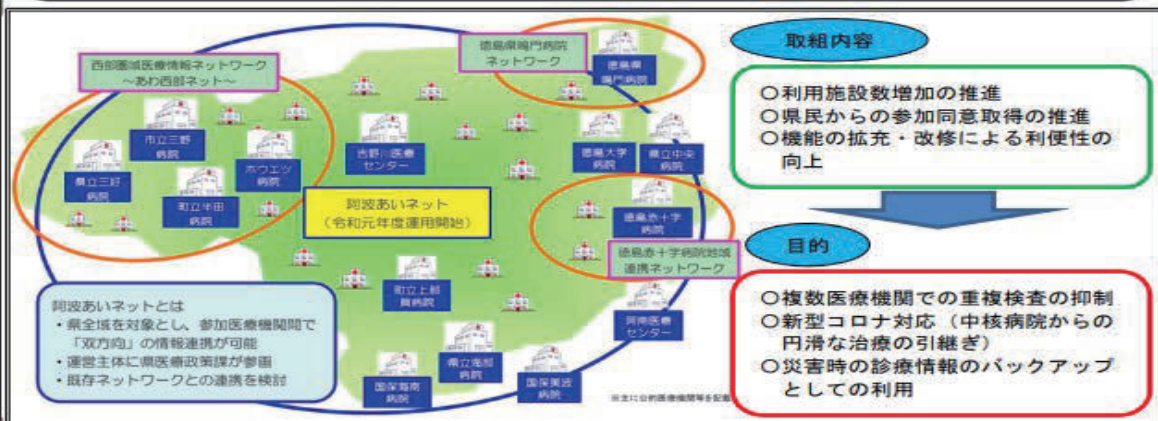 西部圏域医療情報ネットワーク
～あわ西部ネット～
徳島県鳴門病院
ネットワーク
徳島県
鳴門病院
市立三野
病院
県立三好
病院
町立半田
病院
ホウエツ
病院
吉野川医療
センター
徳島大学
病院
県立中央
病院
阿波あいネット
（令和元年度運用開始）
徳島赤十字
病院
徳島赤十字病院地域
連携ネットワーク
町立上那
賀病院
阿南医療
センター
県立海部
病院
国保海南
病院
国保美波
病院
阿波あいネットとは
・県全域を対象とし、参加医療機関間で
「双方向」の情報連携が可能
・運営主体に県医療政策課が参画
・既存ネットワークとの連携を検討
※主に公的医療機関等を記載
取組内容
○利用施設数増加の推進
○県民からの参加同意取得の推進
○機能の拡充・改修による利便性の
向上
目的
○複数医療機関での重複検査の抑制
○新型コロナ対応（中核病院からの
円滑な治療の引継ぎ）
○災害時の診療情報のバックアップ
としての利用